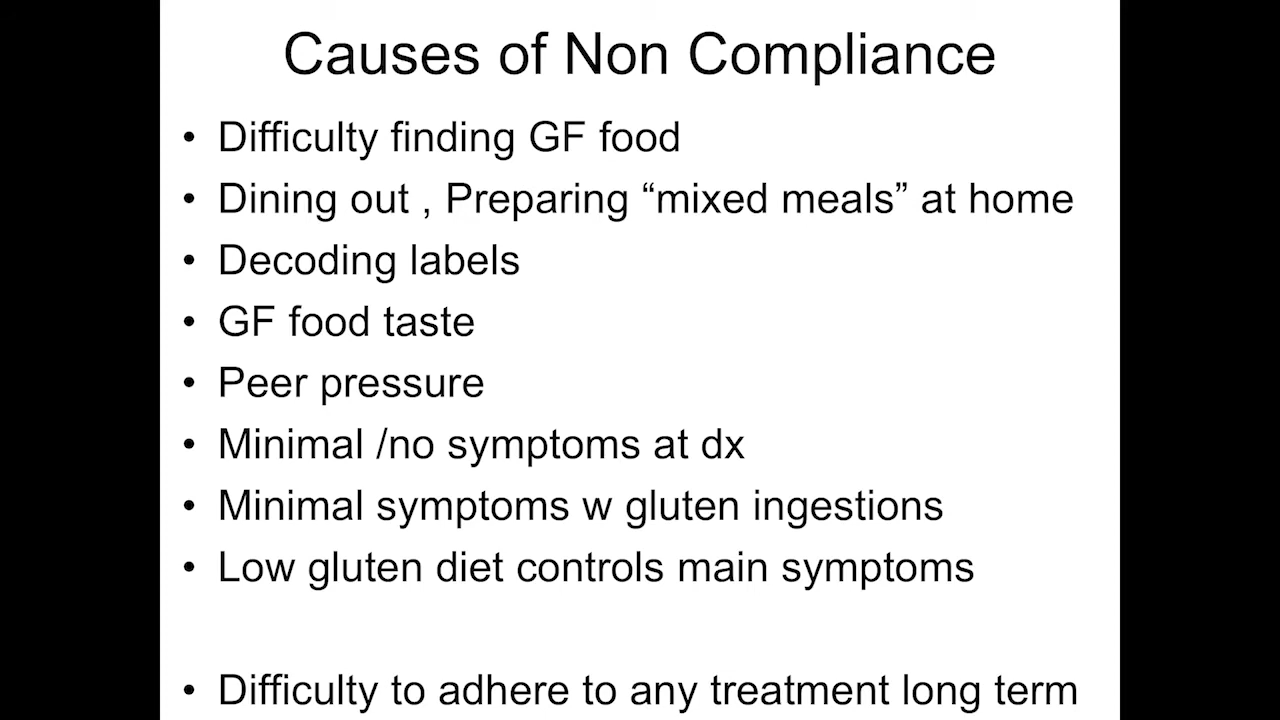 Causes of Non Compliance
• Difficulty finding GF food
• Dining out , Preparing “mixed meals” at home
• Decoding labels
• GF food taste
• Peer pressure
• Minimal /no symptoms at dx
• Minimal symptoms w gluten ingestions
• Low gluten diet controls main symptoms
• Difficulty to adhere to any treatment long term